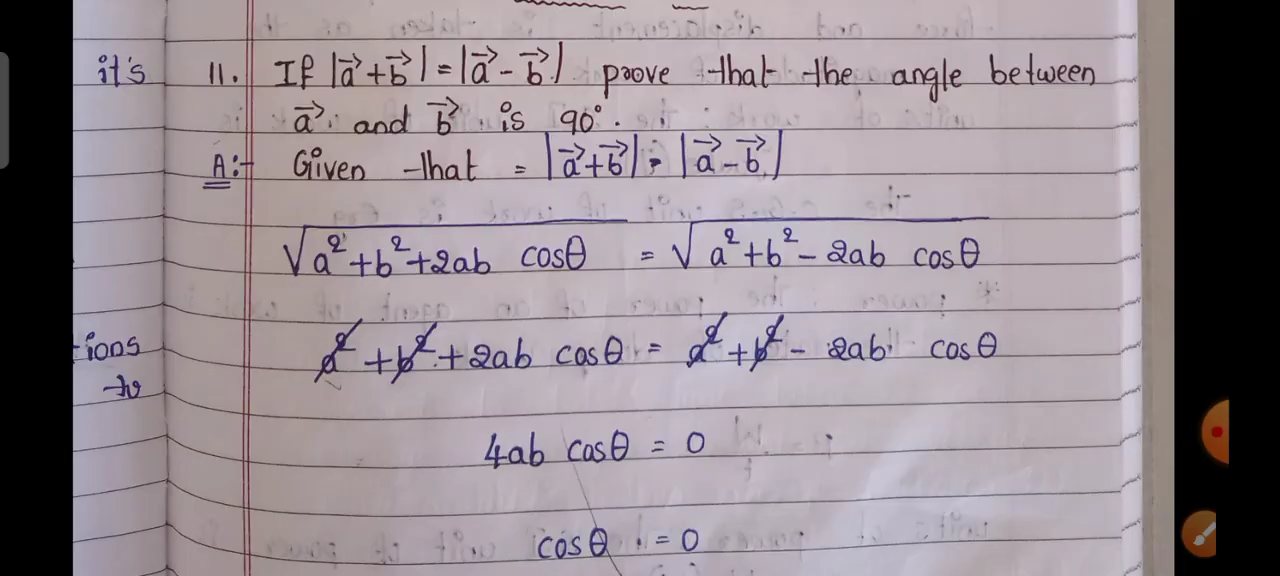 it's
11. If |a⃗ + b⃗| = |a⃗ - b⃗| prove that the angle between
a⃗ and b⃗ is 90°.
A:- Given that = |a⃗ + b⃗| = |a⃗ - b⃗|
√a² + b² + 2ab cosθ = √a² + b² - 2ab cosθ
tions
a² + b² + 2ab cosθ = a² + b² - 2ab cosθ
4ab cosθ = 0
cosθ = 0